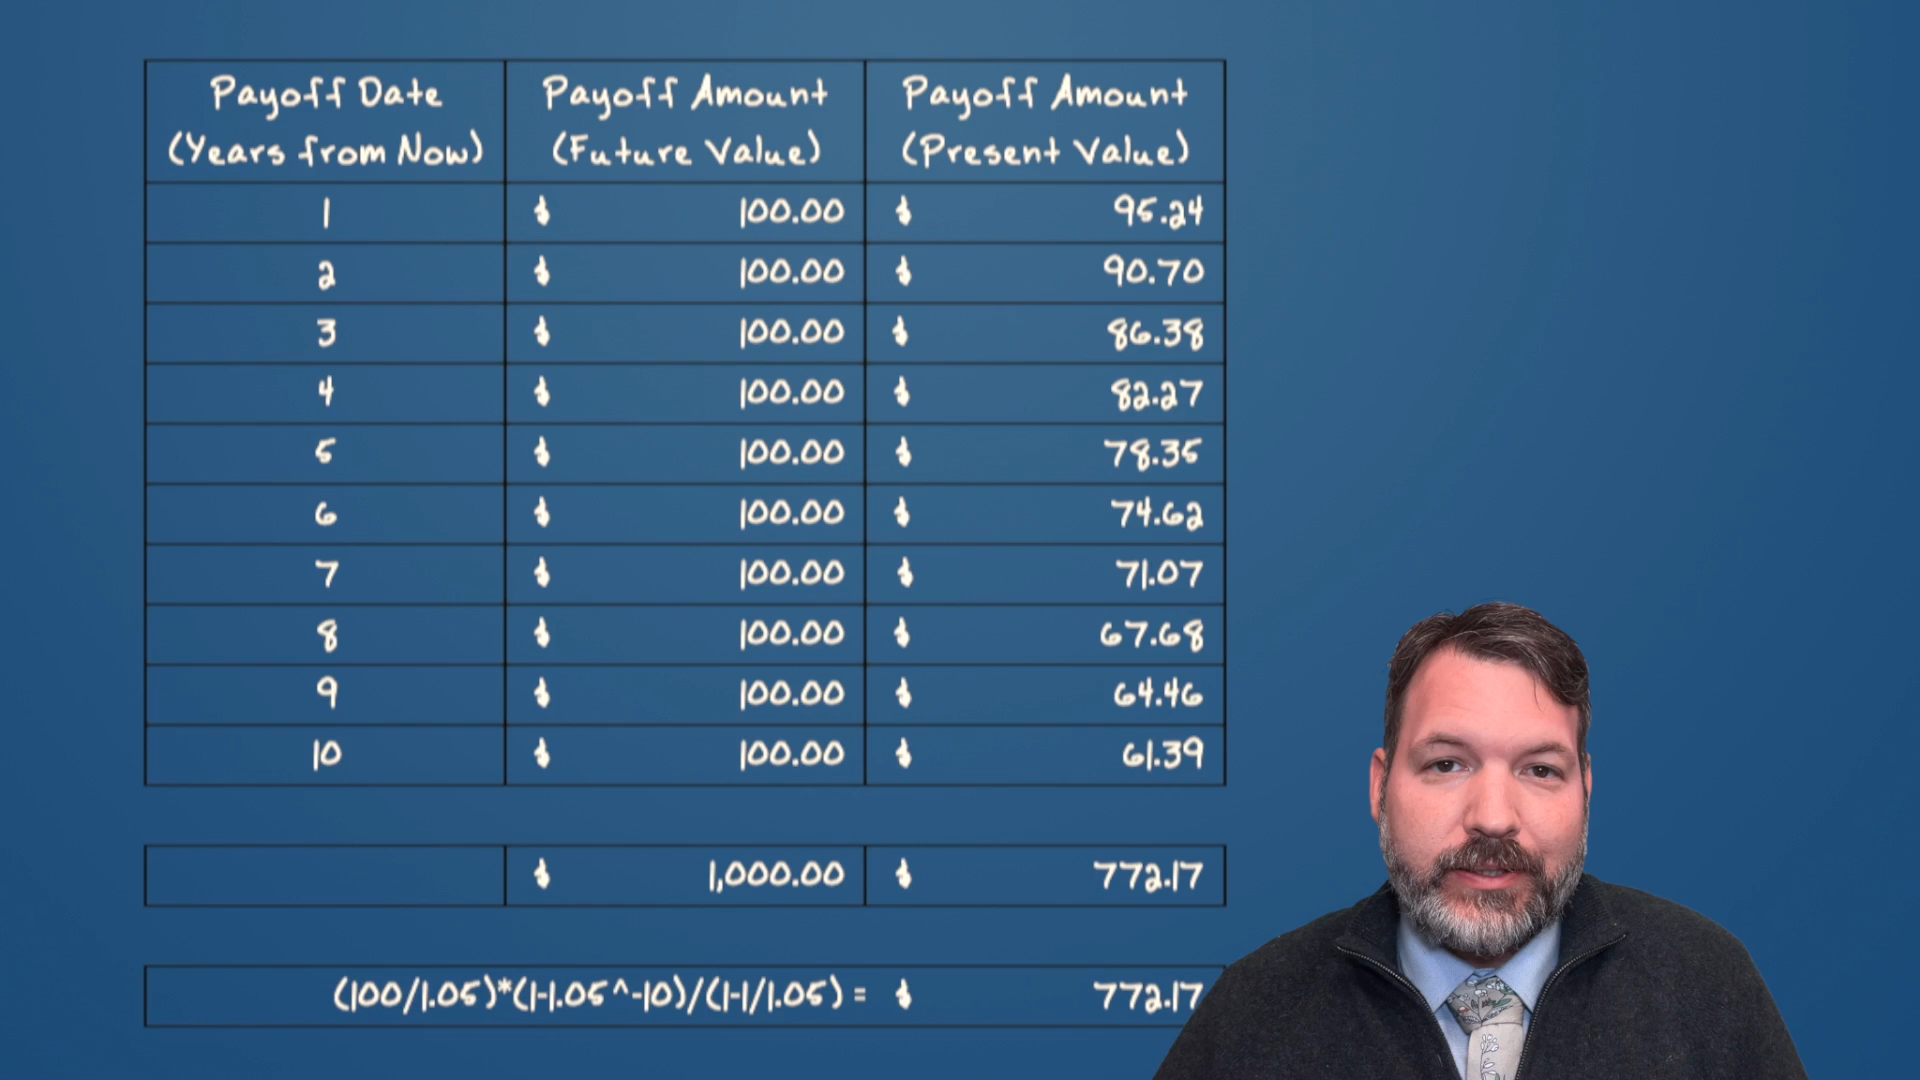 Payoff Date Payoff Amount Payoff Amount
(Years from Now) (Future Value) (Present Value)
1 $ 100.00 $ 95.24
2 $ 100.00 $ 90.70
3 $ 100.00 $ 86.38
4 $ 100.00 $ 82.27
5 $ 100.00 $ 78.35
6 $ 100.00 $ 74.62
7 $ 100.00 $ 71.07
8 $ 100.00 $ 67.68
9 $ 100.00 $ 64.46
10 $ 100.00 $ 61.39
$ 1,000.00 $ 772.17
(100/1.05)*(1-1.05^-10)/(1-1/1.05) = $ 772.17